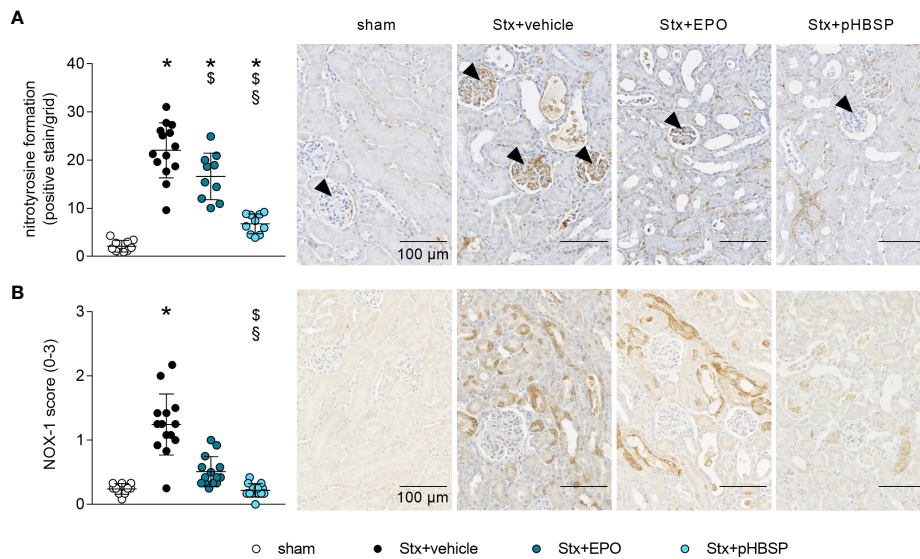 A
sham
Stx+vehicle
Stx+EPO
Stx+pHBSP
nitrotyrosine formation
(positive stain/grid)
40
30
20
10
0
*
*
$
*
$
§
100 µm
B
NOX-1 score (0-3)
3
2
1
0
*
$
§
100 µm
sham
Stx+vehicle
Stx+EPO
Stx+pHBSP